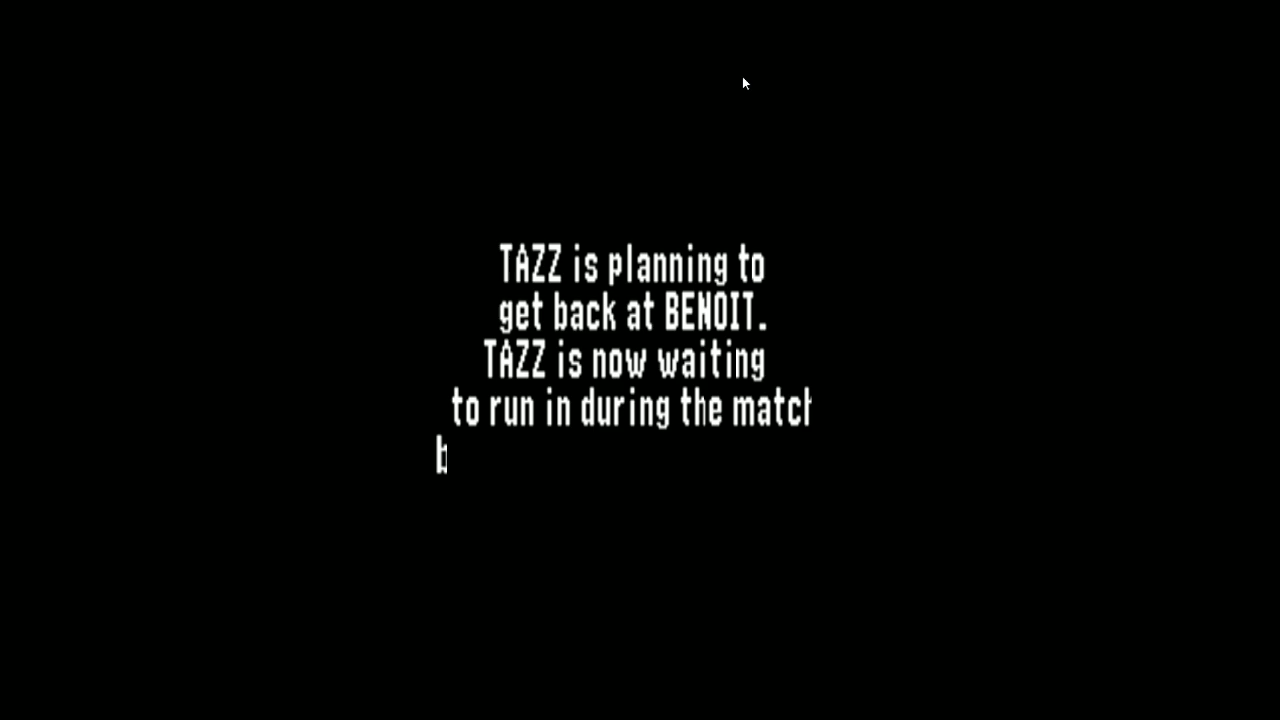 TAZZ is planning to
get back at BENOIT.
TAZZ is now waiting
to run in during the match
b